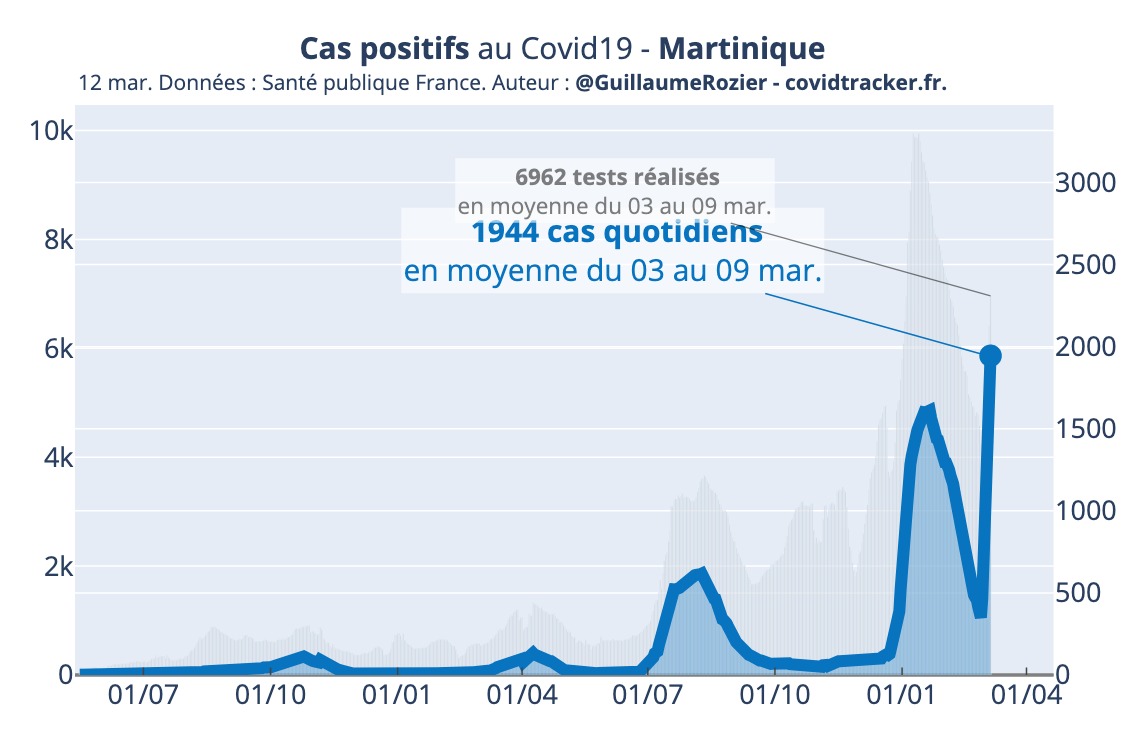 Cas positifs au Covid19 - Martinique
12 mar. Données : Santé publique France. Auteur : @GuillaumeRozier - covidtracker.fr.
10k
8k
6k
4k
2k
0
6962 tests réalisés
en moyenne du 03 au 09 mar.
1944 cas quotidiens
en moyenne du 03 au 09 mar.
3000
2500
2000
1500
1000
500
0
01/07 01/10 01/01 01/04 01/07 01/10 01/01 01/04